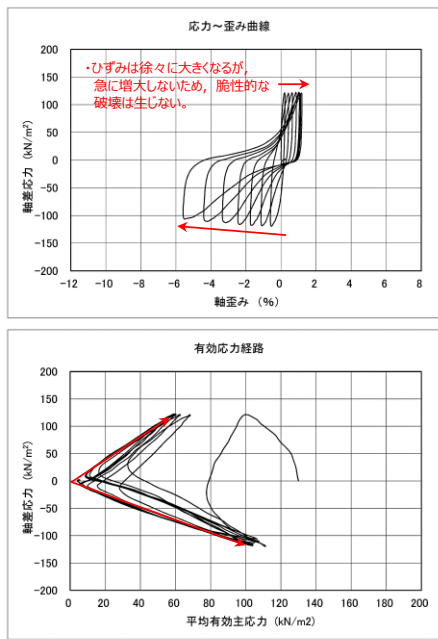 応力～歪み曲線
・ひずみは徐々に大きくなるが，
急に増大しないため，脆性的な
破壊は生じない。
200
150
100
50
0
-50
-100
-150
-200
軸差応力 (kN/m²)
-12 -10 -8 -6 -4 -2 0 2 4 6 8
軸歪み (%)
有効応力経路
200
150
100
50
0
-50
-100
-150
-200
軸差応力 (kN/m²)
0 20 40 60 80 100 120 140
平均有効主応力 (kN/m2)